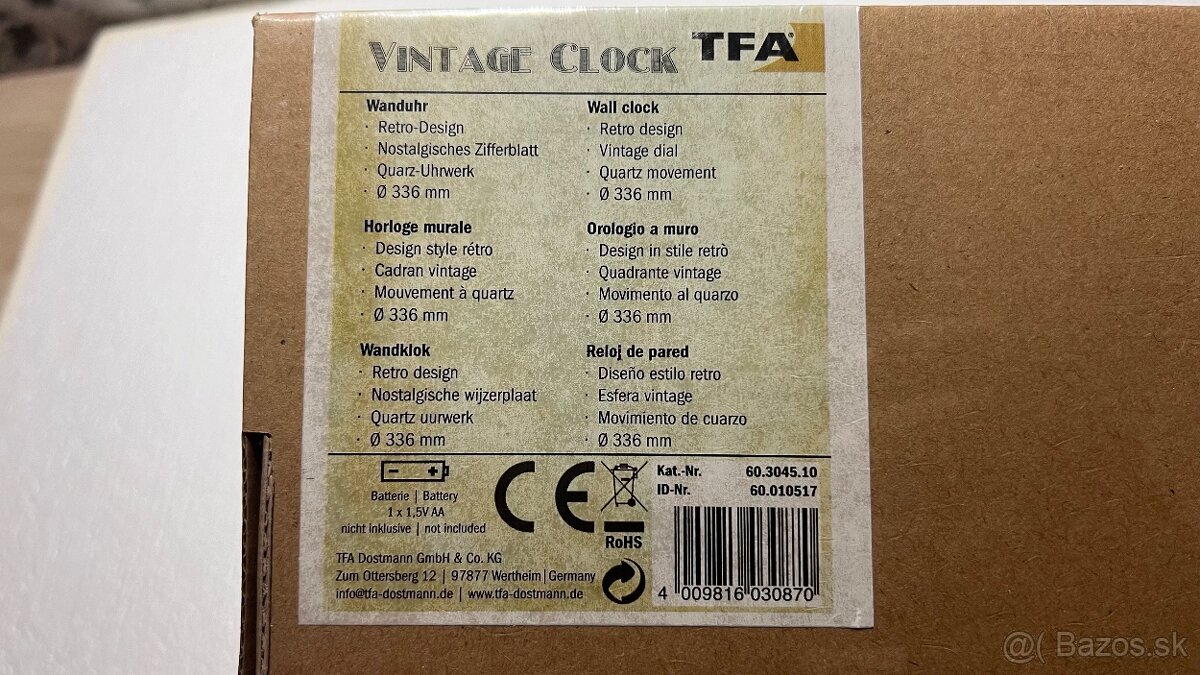 VINTAGE CLOCK
TFA®
Wanduhr
· Retro-Design
· Nostalgisches Zifferblatt
· Quarz-Uhrwerk
· Ø 336 mm
Wall clock
· Retro design
· Vintage dial
· Quartz movement
· Ø 336 mm
Horloge murale
· Design style rétro
· Cadran vintage
· Mouvement à quartz
· Ø 336 mm
Orologio a muro
· Design in stile retrò
· Quadrante vintage
· Movimento al quarzo
· Ø 336 mm
Wandklok
· Retro design
· Nostalgische wijzerplaat
· Quartz uurwerk
· Ø 336 mm
Reloj de pared
· Diseño estilo retro
· Esfera vintage
· Movimiento de cuarzo
· Ø 336 mm
- +
Batterie | Battery
1 x 1,5V AA
nicht inklusive | not included
CE
RoHS
Kat.-Nr. 60.3045.10
ID-Nr. 60.010517
TFA Dostmann GmbH & Co. KG
Zum Ottersberg 12 | 97877 Wertheim | Germany
info@tfa-dostmann.de | www.tfa-dostmann.de
4 009816 030870
@( Bazos.sk